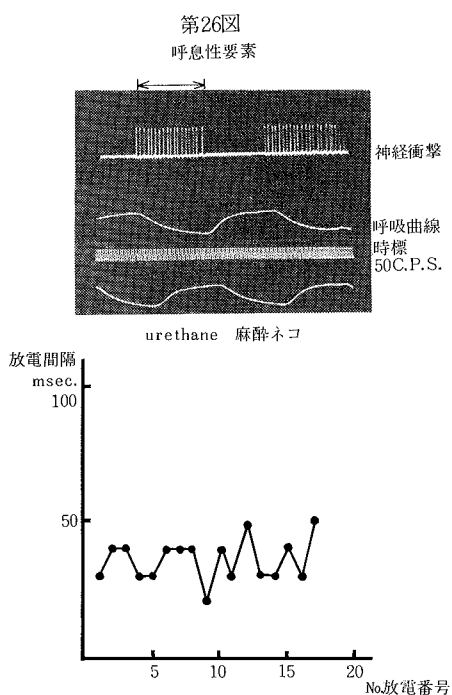 第26図
呼息性要素
神経衝撃
呼吸曲線
時標
50C.P.S.
urethane 麻酔ネコ
放電間隔
msec.
100
50
5
10
15
20
No.放電番号